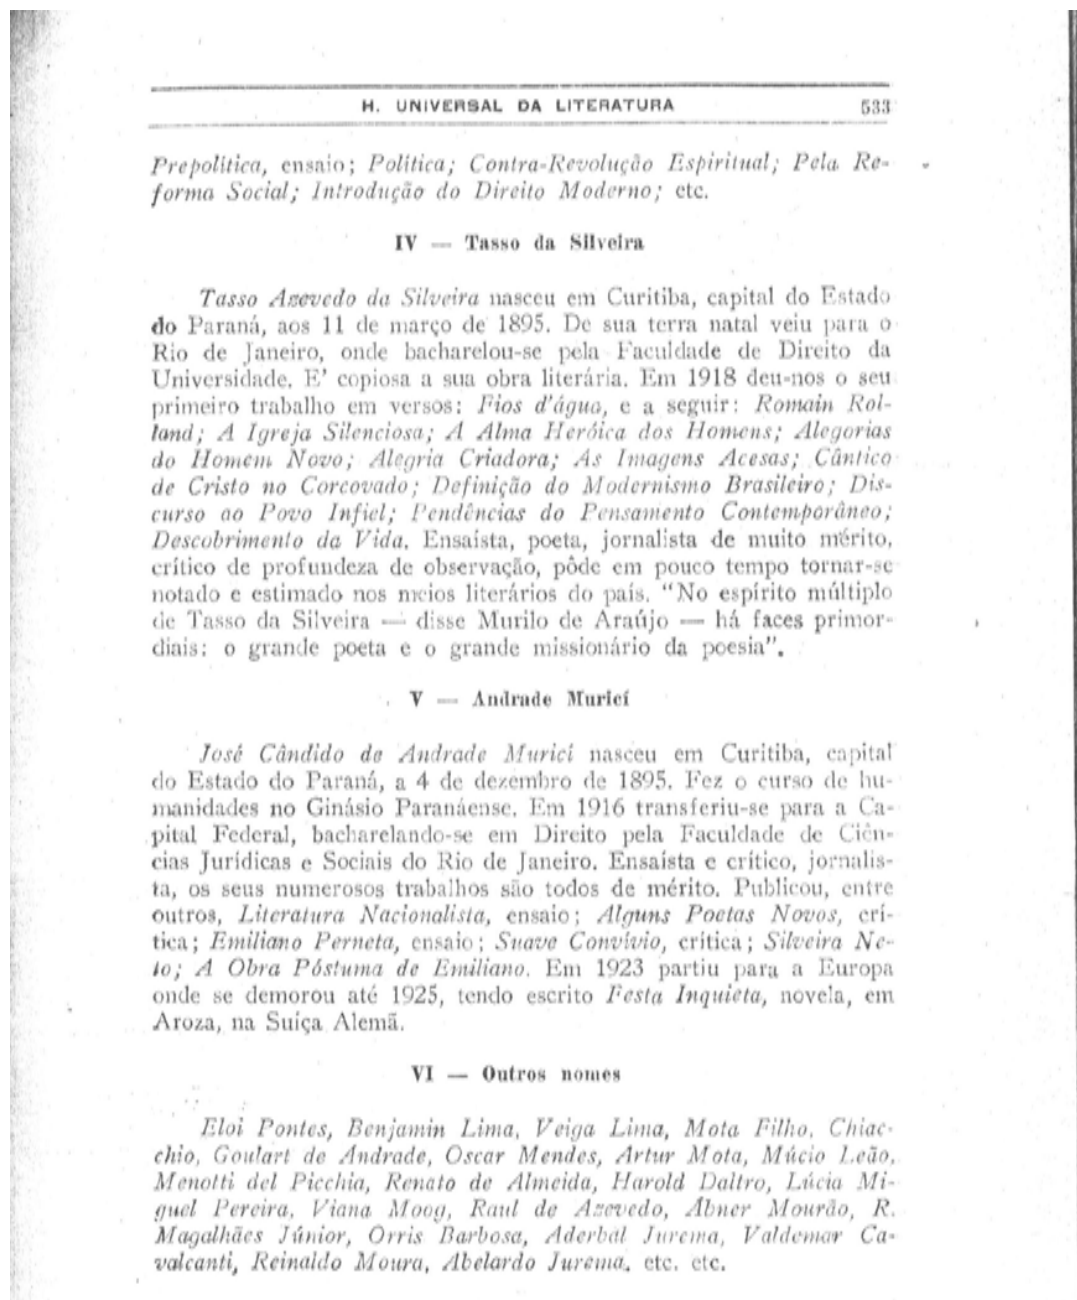 H. UNIVERSAL DA LITERATURA 533
Prepolítica, ensaio; Política; Contra-Revolução Espiritual; Pela Re-
forma Social; Introdução do Direito Moderno; etc.
IV — Tasso da Silveira
Tasso Azevedo da Silveira nasceu em Curitiba, capital do Estado
do Paraná, aos 11 de março de 1895. De sua terra natal veiu para o
Rio de Janeiro, onde bacharelou-se pela Faculdade de Direito da
Universidade. E' copiosa a sua obra literária. Em 1918 deu-nos o seu
primeiro trabalho em versos: Fios d'água, e a seguir: Romain Rol-
land; A Igreja Silenciosa; A Alma Heróica dos Homens; Alegorias
do Homem Novo; Alegria Criadora; As Imagens Acesas; Cântico
de Cristo no Corcovado; Definição do Modernismo Brasileiro; Dis-
curso ao Povo Infiel; Pendências do Pensamento Contemporâneo;
Descobrimento da Vida. Ensaísta, poeta, jornalista de muito mérito,
crítico de profundeza de observação, pôde em pouco tempo tornar-se
notado e estimado nos meios literários do país. "No espírito múltiplo
de Tasso da Silveira — disse Murilo de Araújo — há faces primor-
diais: o grande poeta e o grande missionário da poesia".
V — Andrade Muricí
José Cândido de Andrade Muricí nasceu em Curitiba, capital
do Estado do Paraná, a 4 de dezembro de 1895. Fez o curso de hu-
manidades no Ginásio Paranáense. Em 1916 transferiu-se para a Ca-
pital Federal, bacharelando-se em Direito pela Faculdade de Ciên-
cias Jurídicas e Sociais do Rio de Janeiro. Ensaísta e crítico, jornalis-
ta, os seus numerosos trabalhos são todos de mérito. Publicou, entre
outros, Literatura Nacionalista, ensaio; Alguns Poetas Novos, crí-
tica; Emiliano Perneta, ensaio; Suave Convívio, crítica; Silveira Ne-
to; A Obra Póstuma de Emiliano. Em 1923 partiu para a Europa
onde se demorou até 1925, tendo escrito Festa Inquieta, novela, em
Aroza, na Suíça Alemã.
VI — Outros nomes
Eloi Pontes, Benjamin Lima, Veiga Lima, Mota Filho, Chiac-
chio, Goulart de Andrade, Oscar Mendes, Artur Mota, Múcio Leão,
Menotti del Picchia, Renato de Almeida, Harold Daltro, Lúcia Mi-
guel Pereira, Viana Moog, Raul de Azevedo, Ábner Mourão, R.
Magalhães Júnior, Orris Barbosa, Aderbal Jurema, Valdemar Ca-
valcanti, Reinaldo Moura, Abelardo Jurema, etc. etc.